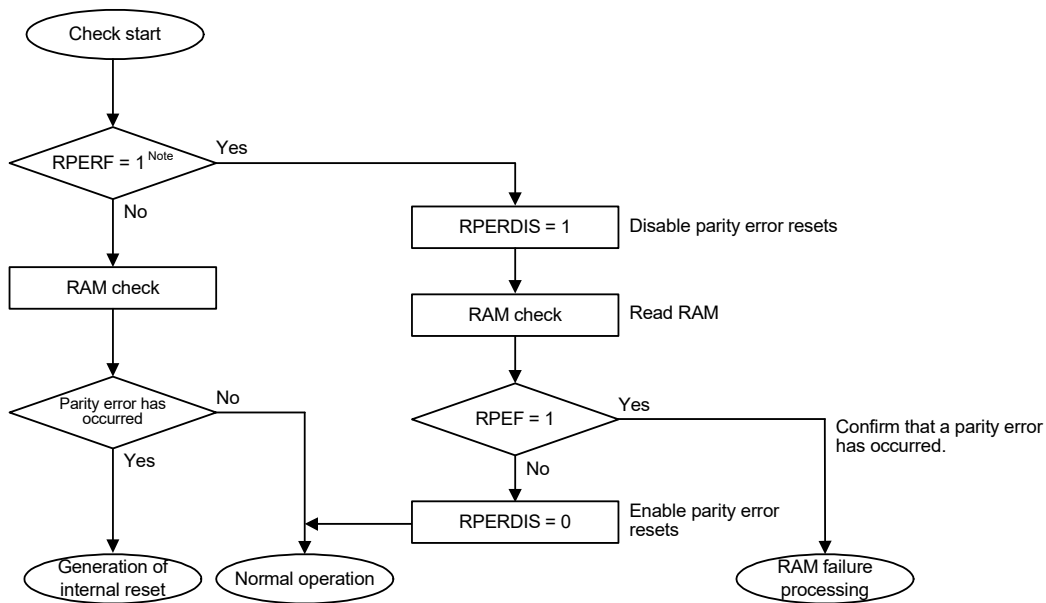 Check start
RPERF = 1 Note
Yes
No
RPERDIS = 1
Disable parity error resets
RAM check
RAM check
Read RAM
Parity error has
occurred
No
Yes
RPEF = 1
Yes
No
Confirm that a parity error
has occurred.
RPERDIS = 0
Enable parity error
resets
Generation of
internal reset
Normal operation
RAM failure
processing